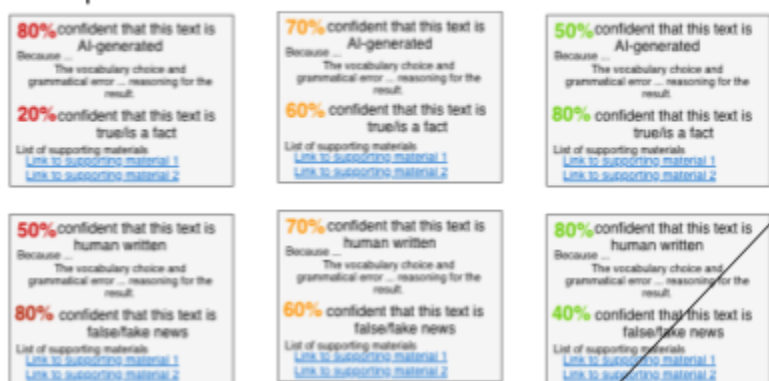 80% confident that this text is
AI-generated
Because ...
The vocabulary choice and
grammatical error ... reasoning for the
result.
20% confident that this text is
true/is a fact
List of supporting materials
Link to supporting material 1
Link to supporting material 2
70% confident that this text is
AI-generated
Because ...
The vocabulary choice and
grammatical error ... reasoning for the
result.
60% confident that this text is
true/is a fact
List of supporting materials
Link to supporting material 1
Link to supporting material 2
50% confident that this text is
AI-generated
Because ...
The vocabulary choice and
grammatical error ... reasoning for the
result.
80% confident that this text is
true/is a fact
List of supporting materials
Link to supporting material 1
Link to supporting material 2
50% confident that this text is
human written
Because ...
The vocabulary choice and
grammatical error ... reasoning for the
result.
80% confident that this text is
false/fake news
List of supporting materials
Link to supporting material 1
Link to supporting material 2
70% confident that this text is
human written
Because ...
The vocabulary choice and
grammatical error ... reasoning for the
result.
60% confident that this text is
false/fake news
List of supporting materials
Link to supporting material 1
Link to supporting material 2
80% confident that this text is
human written
Because ...
The vocabulary choice and
grammatical error ... reasoning for the
result.
40% confident that this text is
false/fake news
List of supporting materials
Link to supporting material 1
Link to supporting material 2